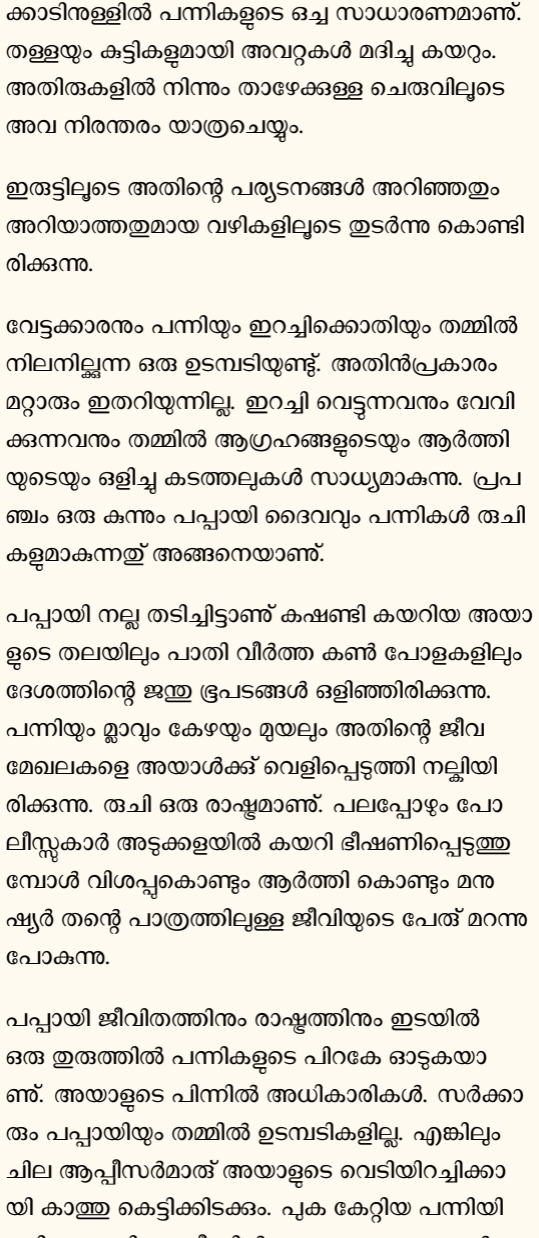 ക്കാടിനുള്ളിൽ പന്നികളുടെ ഒച്ച സാധാരണമാണു്.
തള്ളയും കുട്ടികളുമായി അവറ്റകൾ മദിച്ചു കയറും.
അതിരുകളിൽ നിന്നും താഴേക്കുള്ള ചെരുവിലൂടെ
അവ നിരന്തരം യാത്രചെയ്യും.
ഇരുട്ടിലൂടെ അതിന്റെ പര്യടനങ്ങൾ അറിഞ്ഞതും
അറിയാത്തതുമായ വഴികളിലൂടെ തുടർന്നു കൊണ്ടി
രിക്കുന്നു.
വേട്ടക്കാരനും പന്നിയും ഇറച്ചിക്കൊതിയും തമ്മിൽ
നിലനില്ക്കുന്ന ഒരു ഉടമ്പടിയുണ്ടു്. അതിൻപ്രകാരം
മറ്റാരും ഇതറിയുന്നില്ല. ഇറച്ചി വെട്ടുന്നവനും വേവി
ക്കുന്നവനും തമ്മിൽ ആഗ്രഹങ്ങളുടെയും ആർത്തി
യുടെയും ഒളിച്ചു കടത്തലുകൾ സാധ്യമാകുന്നു. പ്രപ
ഞ്ചം ഒരു കുന്നും പപ്പായി ദൈവവും പന്നികൾ രുചി
കളുമാകുന്നതു് അങ്ങനെയാണു്.
പപ്പായി നല്ല തടിച്ചിട്ടാണു് കഷണ്ടി കയറിയ അയാ
ളുടെ തലയിലും പാതി വീർത്ത കൺ പോളകളിലും
ദേശത്തിന്റെ ജന്തു ഭൂപടങ്ങൾ ഒളിഞ്ഞിരിക്കുന്നു.
പന്നിയും മ്ലാവും കേഴയും മുയലും അതിന്റെ ജീവ
മേഖലകളെ അയാൾക്കു് വെളിപ്പെടുത്തി നല്കിയി
രിക്കുന്നു. രുചി ഒരു രാഷ്ട്രമാണു്. പലപ്പോഴും പോ
ലീസ്സുകാർ അടുക്കളയിൽ കയറി ഭീഷണിപ്പെടുത്തു
മ്പോൾ വിശപ്പുകൊണ്ടും ആർത്തി കൊണ്ടും മനു
ഷ്യർ തന്റെ പാത്രത്തിലുള്ള ജീവിയുടെ പേരു് മറന്നു
പോകുന്നു.
പപ്പായി ജീവിതത്തിനും രാഷ്ട്രത്തിനും ഇടയിൽ
ഒരു തുരുത്തിൽ പന്നികളുടെ പിറകേ ഓടുകയാ
ണു്. അയാളുടെ പിന്നിൽ അധികാരികൾ. സർക്കാ
രും പപ്പായിയും തമ്മിൽ ഉടമ്പടികളില്ല. എങ്കിലും
ചില ആപ്പീസർമാരു് അയാളുടെ വെടിയിറച്ചിക്കാ
യി കാത്തു കെട്ടിക്കിടക്കും. പുക കേറ്റിയ പന്നിയി